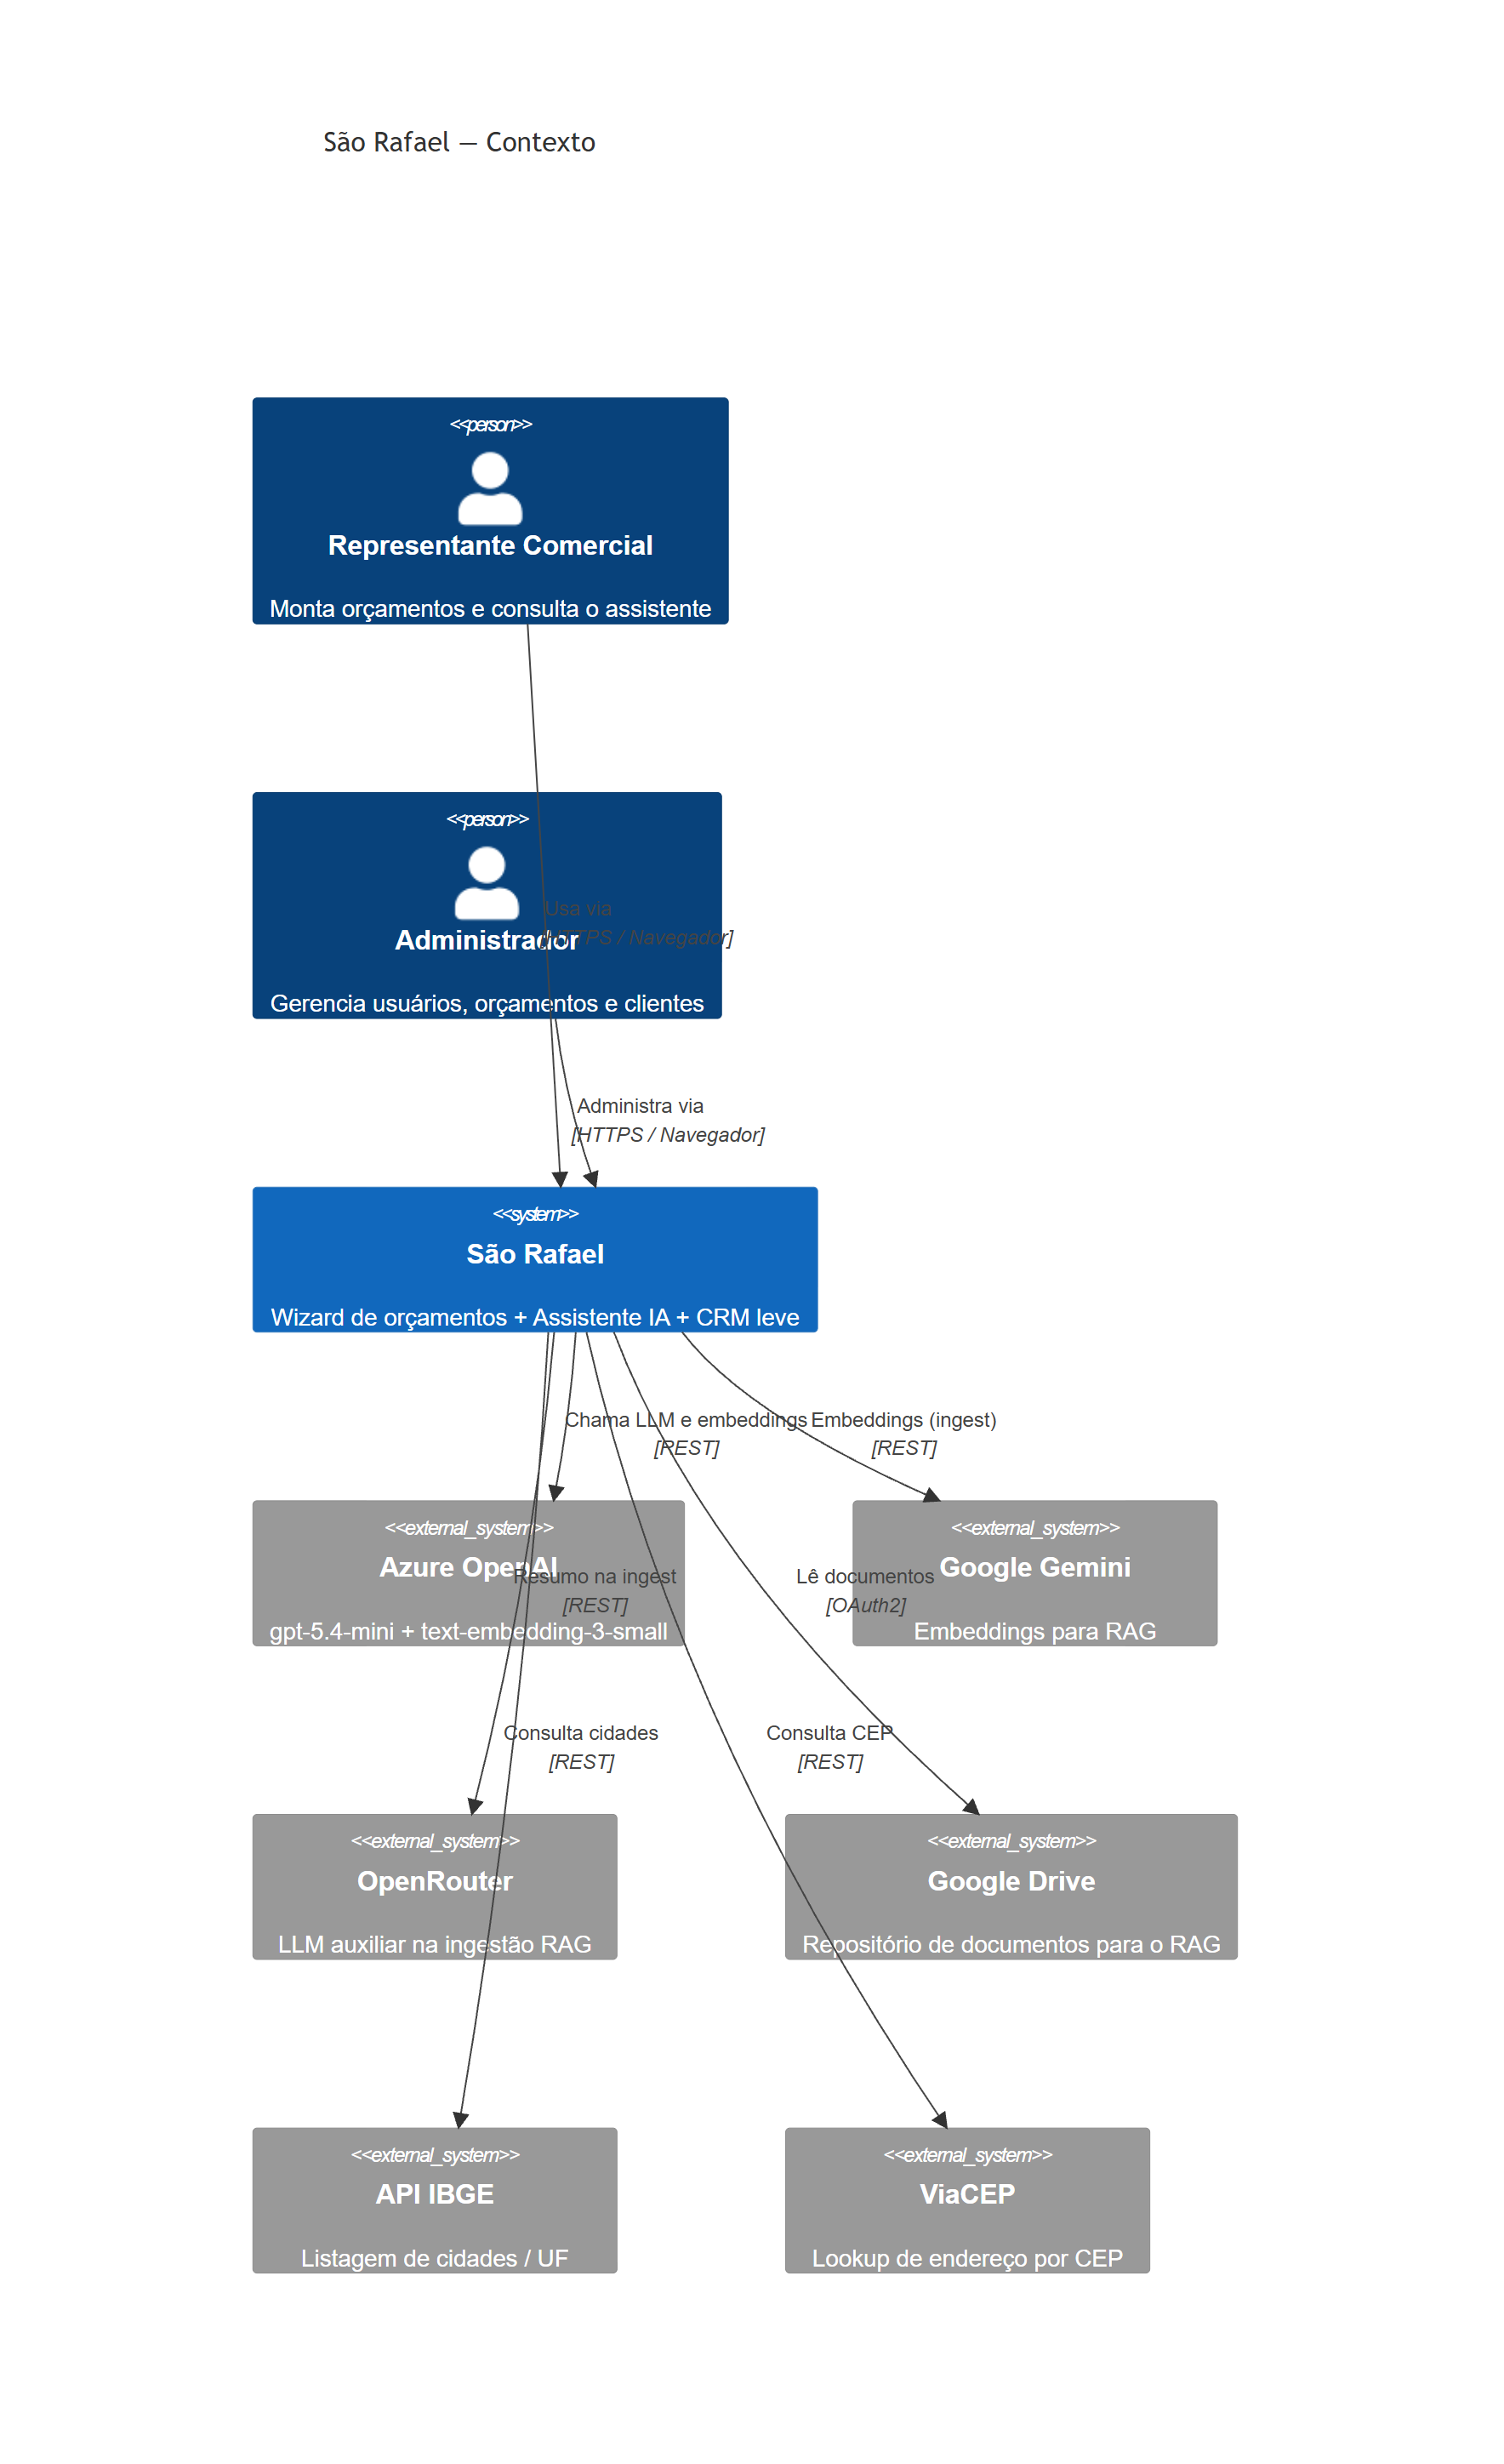 São Rafael — Contexto
<<person>>
Representante Comercial
Monta orçamentos e consulta o assistente
<<person>>
Administrador
Gerencia usuários, orçamentos e clientes
Usa via
[HTTPS / Navegador]
Administra via
[HTTPS / Navegador]
<<system>>
São Rafael
Wizard de orçamentos + Assistente IA + CRM leve
Chama LLM e embeddings
[REST]
Embeddings (ingest)
[REST]
<<external_system>>
Azure OpenAI
gpt-5.4-mini + text-embedding-3-small
<<external_system>>
Google Gemini
Embeddings para RAG
Resumo na ingest
[REST]
Lê documentos
[OAuth2]
Consulta cidades
[REST]
Consulta CEP
[REST]
<<external_system>>
OpenRouter
LLM auxiliar na ingestão RAG
<<external_system>>
Google Drive
Repositório de documentos para o RAG
<<external_system>>
API IBGE
Listagem de cidades / UF
<<external_system>>
ViaCEP
Lookup de endereço por CEP